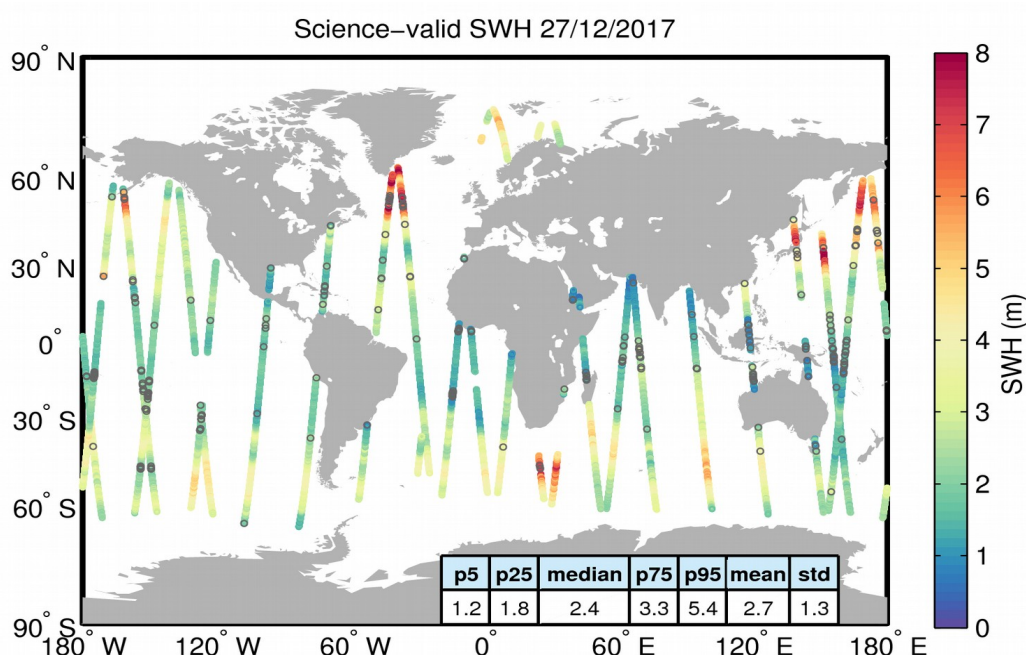 Science−valid SWH 27/12/2017
90° N
60° N
30° N
0°
30° S
60° S
90° S
180° W
120° W
60° W
0°
60° E
120° E
180° E
p5 p25 median p75 p95 mean std
1.2 1.8 2.4 3.3 5.4 2.7 1.3
8
7
6
5
4
3
2
1
0
SWH (m)